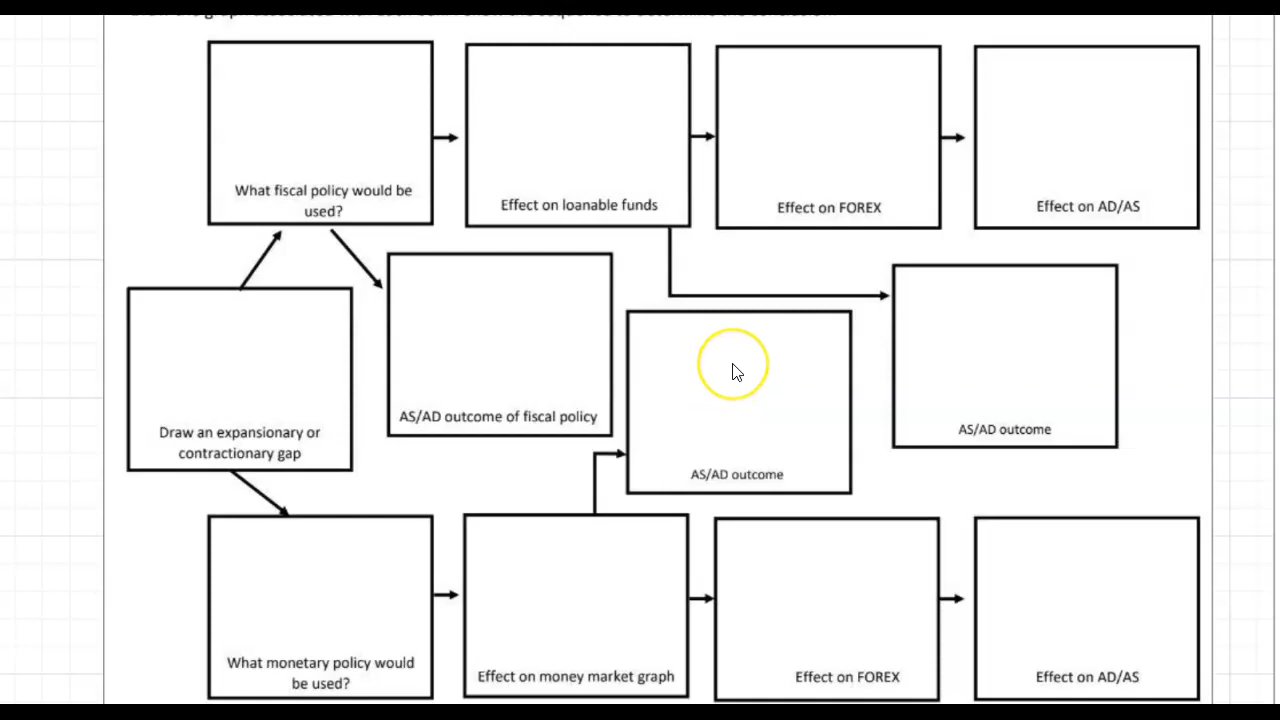 What fiscal policy would be
used?
Effect on loanable funds
Effect on FOREX
Effect on AD/AS
Draw an expansionary or
contractionary gap
AS/AD outcome of fiscal policy
AS/AD outcome
AS/AD outcome
What monetary policy would
be used?
Effect on money market graph
Effect on FOREX
Effect on AD/AS